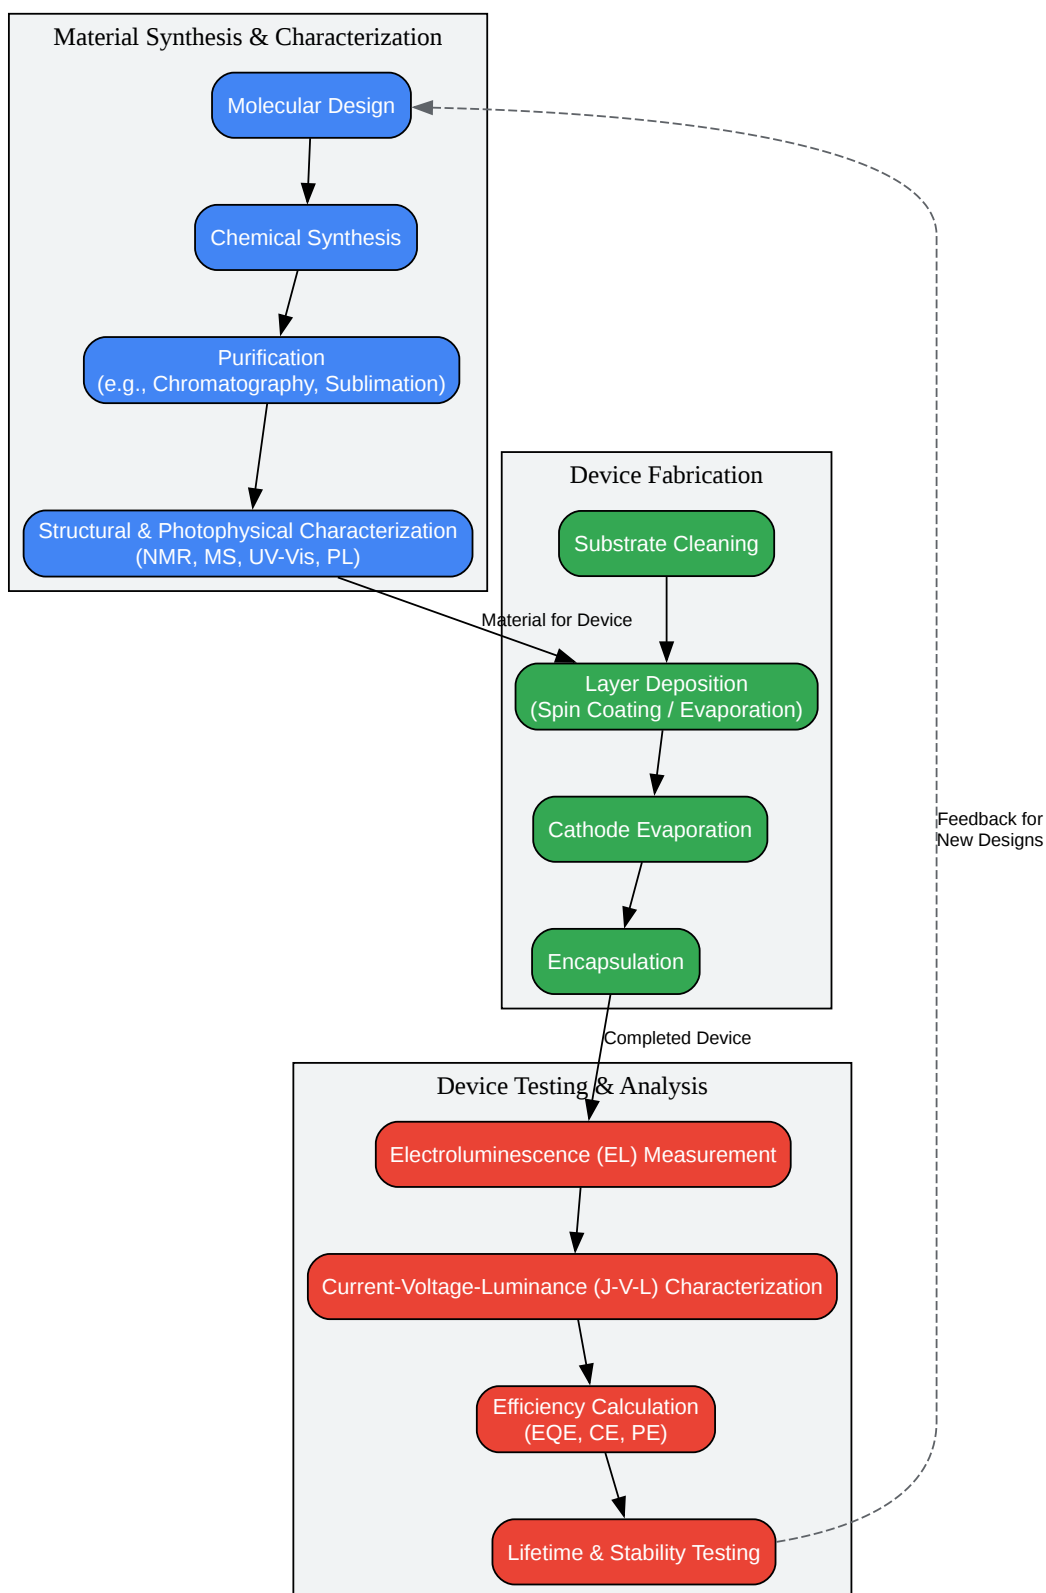 Material Synthesis & Characterization
Molecular Design
Chemical Synthesis
Purification
(e.g., Chromatography, Sublimation)
Structural & Photophysical Characterization
(NMR, MS, UV-Vis, PL)
Device Fabrication
Substrate Cleaning
Material for Device
Layer Deposition
(Spin Coating / Evaporation)
Cathode Evaporation
Encapsulation
Feedback for
New Designs
Completed Device
Device Testing & Analysis
Electroluminescence (EL) Measurement
Current-Voltage-Luminance (J-V-L) Characterization
Efficiency Calculation
(EQE, CE, PE)
Lifetime & Stability Testing